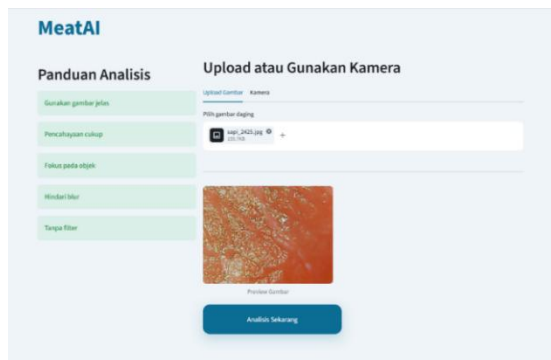 MeatAI
Panduan Analisis
Gunakan gambar jelas
Pencahayaan cukup
Fokus pada objek
Hindari blur
Tanpa filter
Upload atau Gunakan Kamera
Upload Gambar Kamera
Pilih gambar daging
sapi_2425.jpg
Preview Gambar
Analisis Sekarang